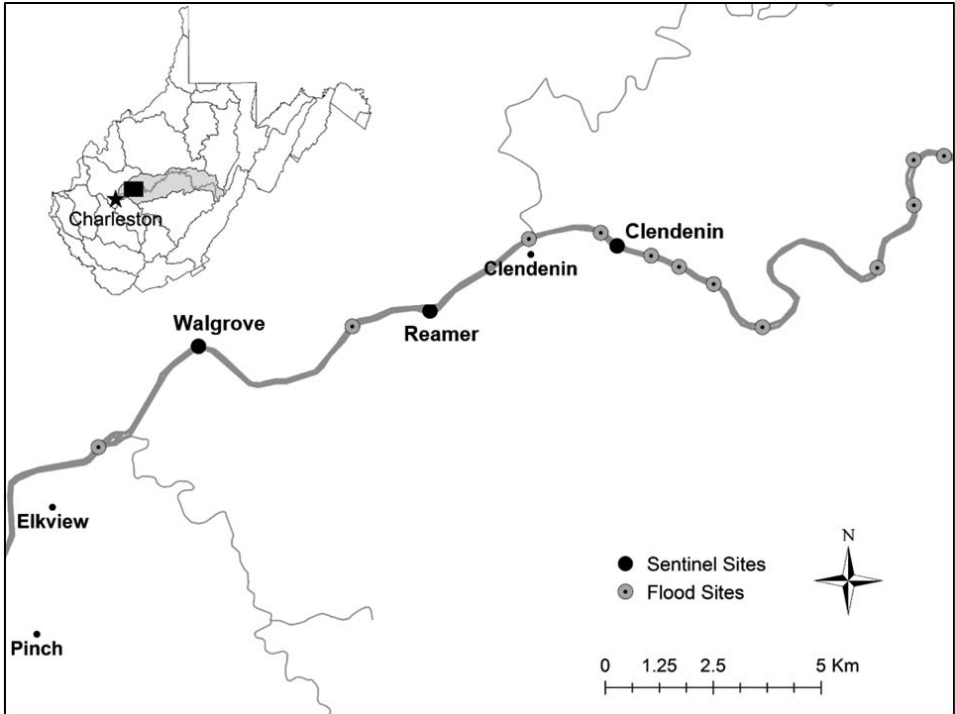 Charleston
Clendenin
Clendenin
Walgrove
Reamer
Elkview
Pinch
Sentinel Sites
Flood Sites
N
0 1.25 2.5 5 Km